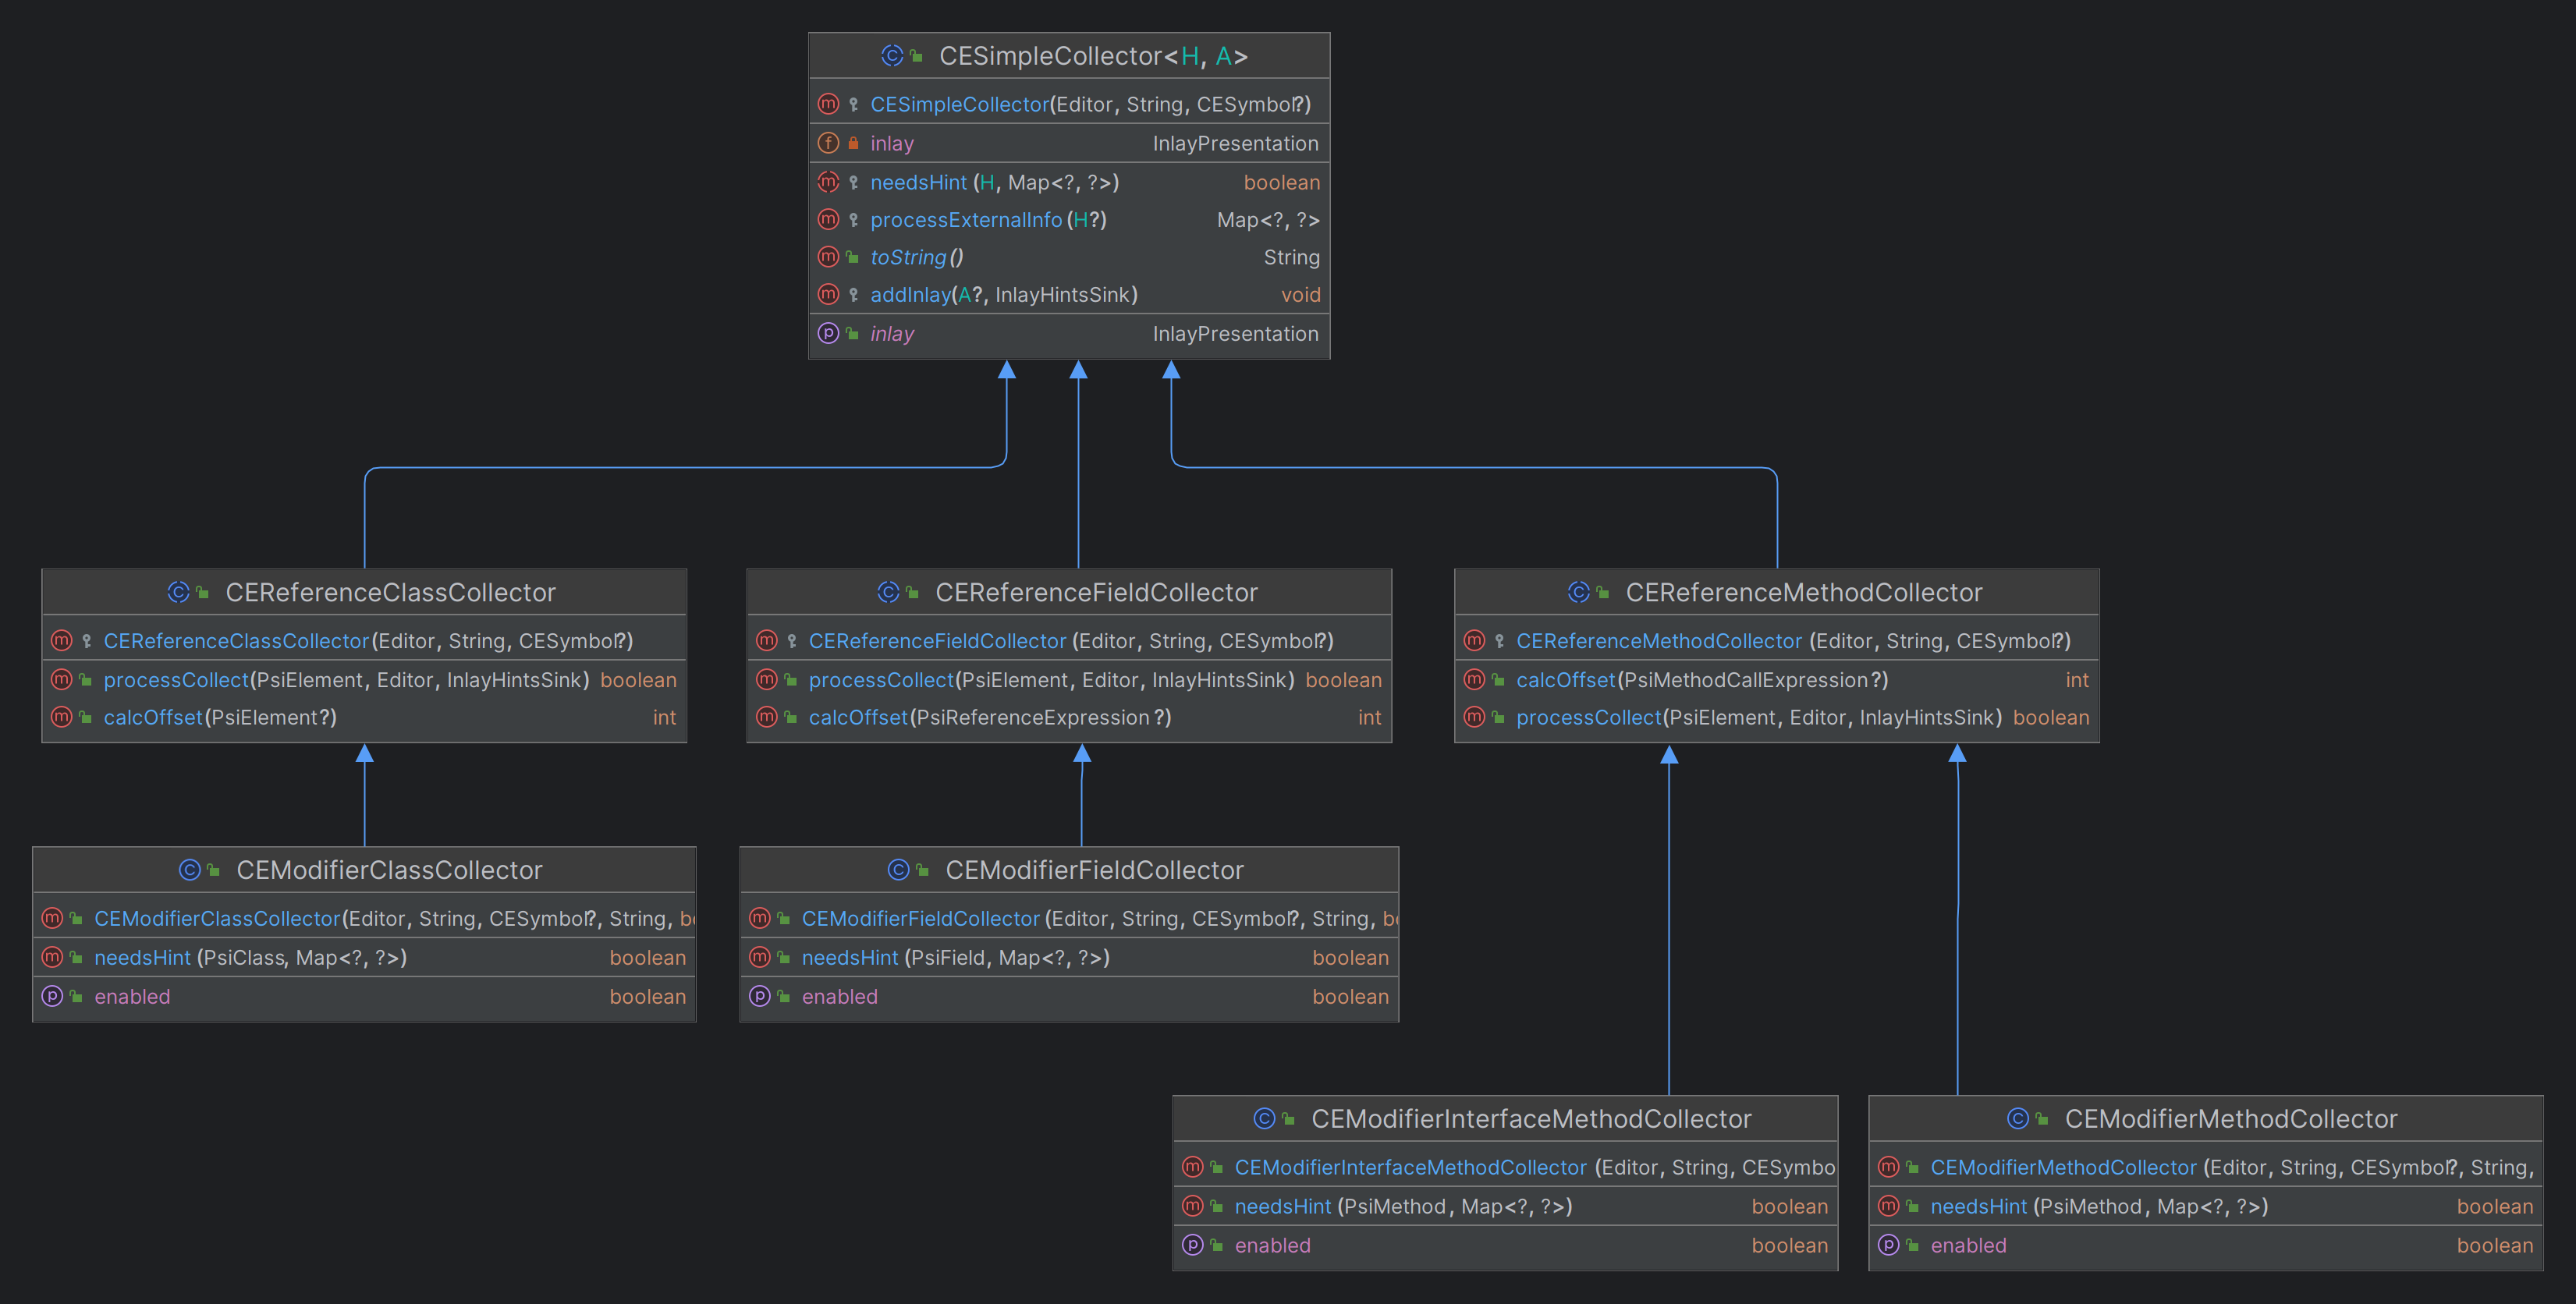 CESimpleCollector<H, A>
CESimpleCollector(Editor, String, CESymbol?)
inlay InlayPresentation
needsHint (H, Map<?, ?>) boolean
processExternalInfo (H?) Map<?, ?>
toString () String
addInlay(A?, InlayHintsSink) void
inlay InlayPresentation
CEReferenceClassCollector
CEReferenceClassCollector(Editor, String, CESymbol?)
processCollect(PsiElement, Editor, InlayHintsSink) boolean
calcOffset(PsiElement?) int
CEReferenceFieldCollector
CEReferenceFieldCollector (Editor, String, CESymbol?)
processCollect(PsiElement, Editor, InlayHintsSink) boolean
calcOffset(PsiReferenceExpression ?) int
CEReferenceMethodCollector
CEReferenceMethodCollector (Editor, String, CESymbol?)
calcOffset(PsiMethodCallExpression ?) int
processCollect(PsiElement, Editor, InlayHintsSink) boolean
CEModifierClassCollector
CEModifierClassCollector(Editor, String, CESymbol?, String,
needsHint (PsiClass, Map<?, ?>) boolean
enabled boolean
CEModifierFieldCollector
CEModifierFieldCollector (Editor, String, CESymbol?, String,
needsHint (PsiField, Map<?, ?>) boolean
enabled boolean
CEModifierInterfaceMethodCollector
CEModifierInterfaceMethodCollector (Editor, String, CESymbo
needsHint (PsiMethod, Map<?, ?>) boolean
enabled boolean
CEModifierMethodCollector
CEModifierMethodCollector (Editor, String, CESymbol?, String,
needsHint (PsiMethod, Map<?, ?>) boolean
enabled boolean